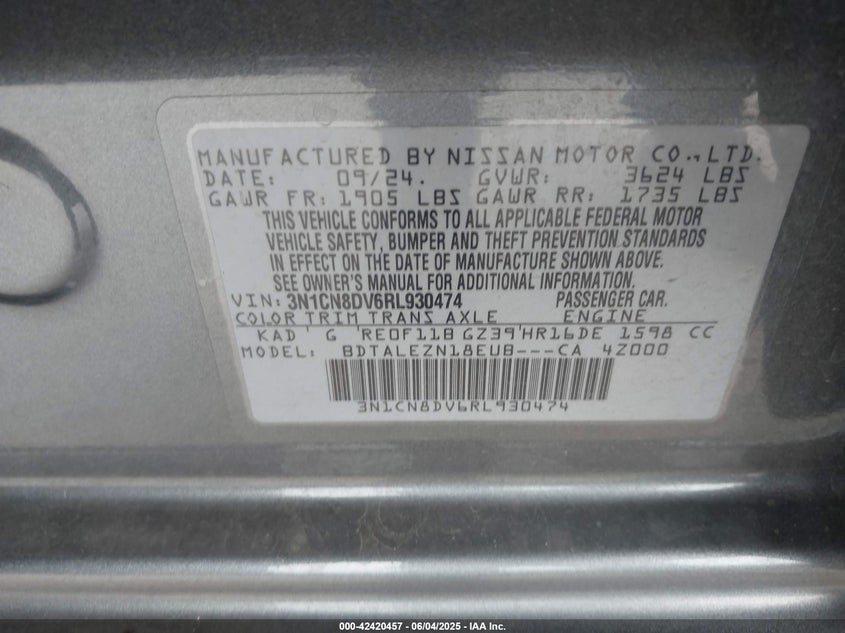 MANUFACTURED BY NISSAN MOTOR CO., LTD.
DATE: 09/24. GVWR: 3624 LBS
GAWR FR: 1905 LBS GAWR RR: 1735 LBS
THIS VEHICLE CONFORMS TO ALL APPLICABLE FEDERAL MOTOR
VEHICLE SAFETY, BUMPER AND THEFT PREVENTION STANDARDS
IN EFFECT ON THE DATE OF MANUFACTURE SHOWN ABOVE.
SEE OWNER'S MANUAL FOR ADDITIONAL INFORMATION.
VIN: 3N1CN8DV6RL930474 PASSENGER CAR.
COLOR TRIM TRANS AXLE ENGINE
KAD G RE0F11B GZ39 HR16DE 1598 CC
MODEL: BDTALEZN18EUB---CA 4Z000
3N1CN8DV6RL930474
000-42420457 - 06/04/2025 - IAA Inc.